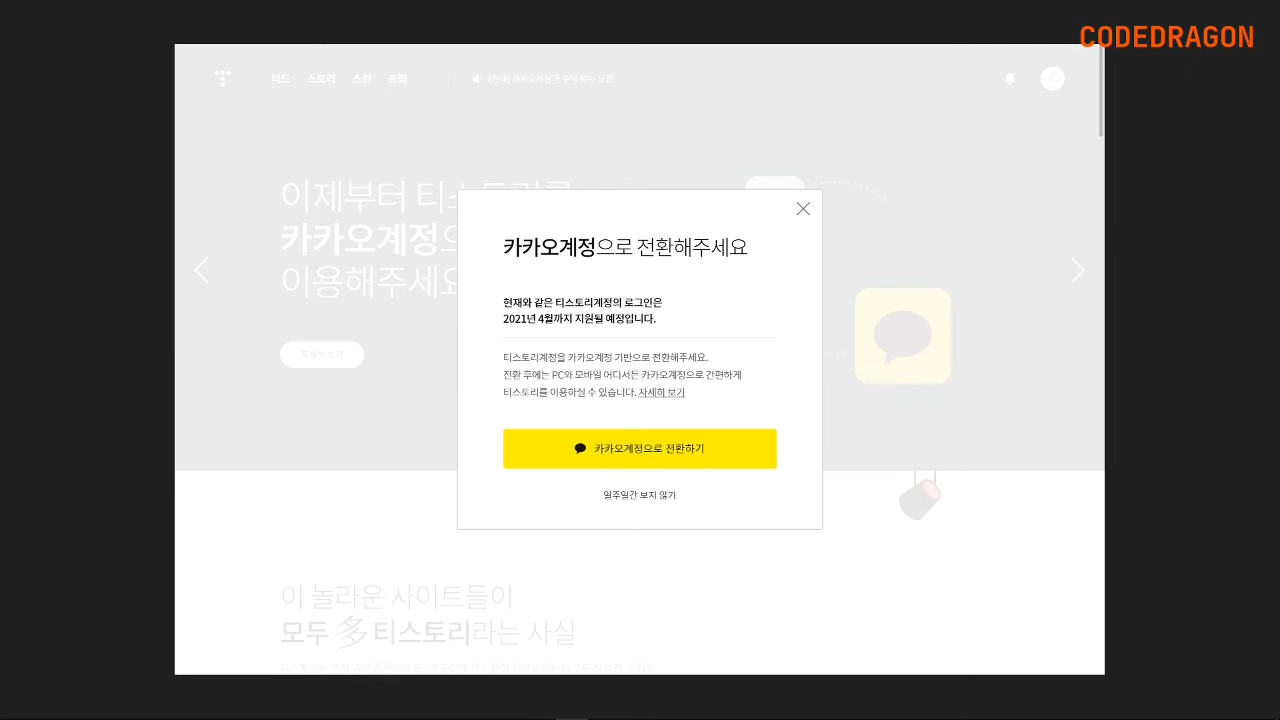 CODEDRAGON
피드 스토리 스킨 포럼
이제부터 티스토리를
카카오계정으
이용해주세요
자세히 보기
카카오계정으로 전환해주세요
현재와 같은 티스토리계정의 로그인은
2021년 4월까지 지원될 예정입니다.
티스토리계정을 카카오계정 기반으로 전환해주세요.
전환 후에는 PC와 모바일 어디서든 카카오계정으로 간편하게
티스토리를 이용하실 수 있습니다. 자세히 보기
카카오계정으로 전환하기
일주일간 보지 않기
이 놀라운 사이트들이
모두 多 티스토리라는 사실